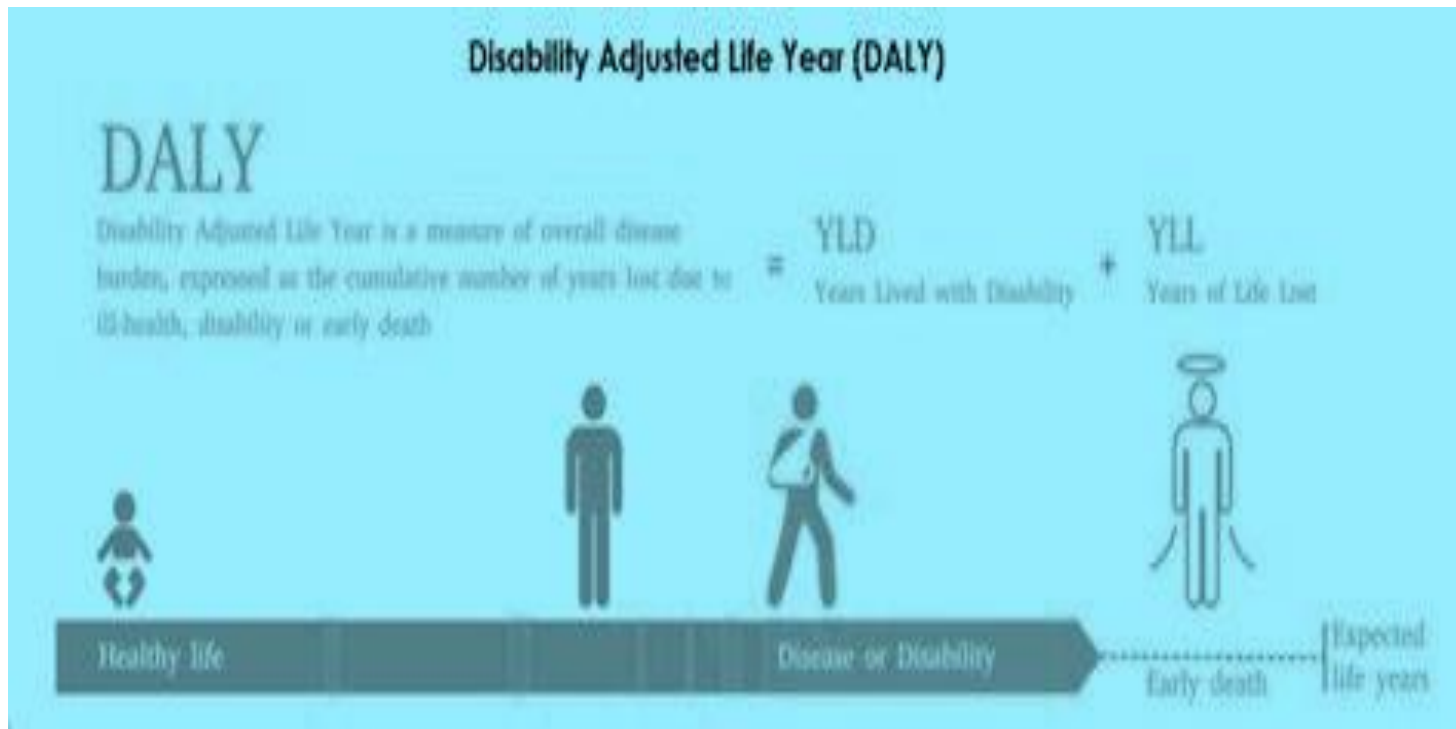 Disability Adjusted Life Year (DALY)
DALY
Disability Adjusted Life Year is a measure of overall disease
burden, expressed as the cumulative number of years lost due to
ill-health, disability or early death
=
YLD
Years Lived with Disability
+
YLL
Years of Life Lost
Healthy life
Disease or Disability
Early death
Expected
life years